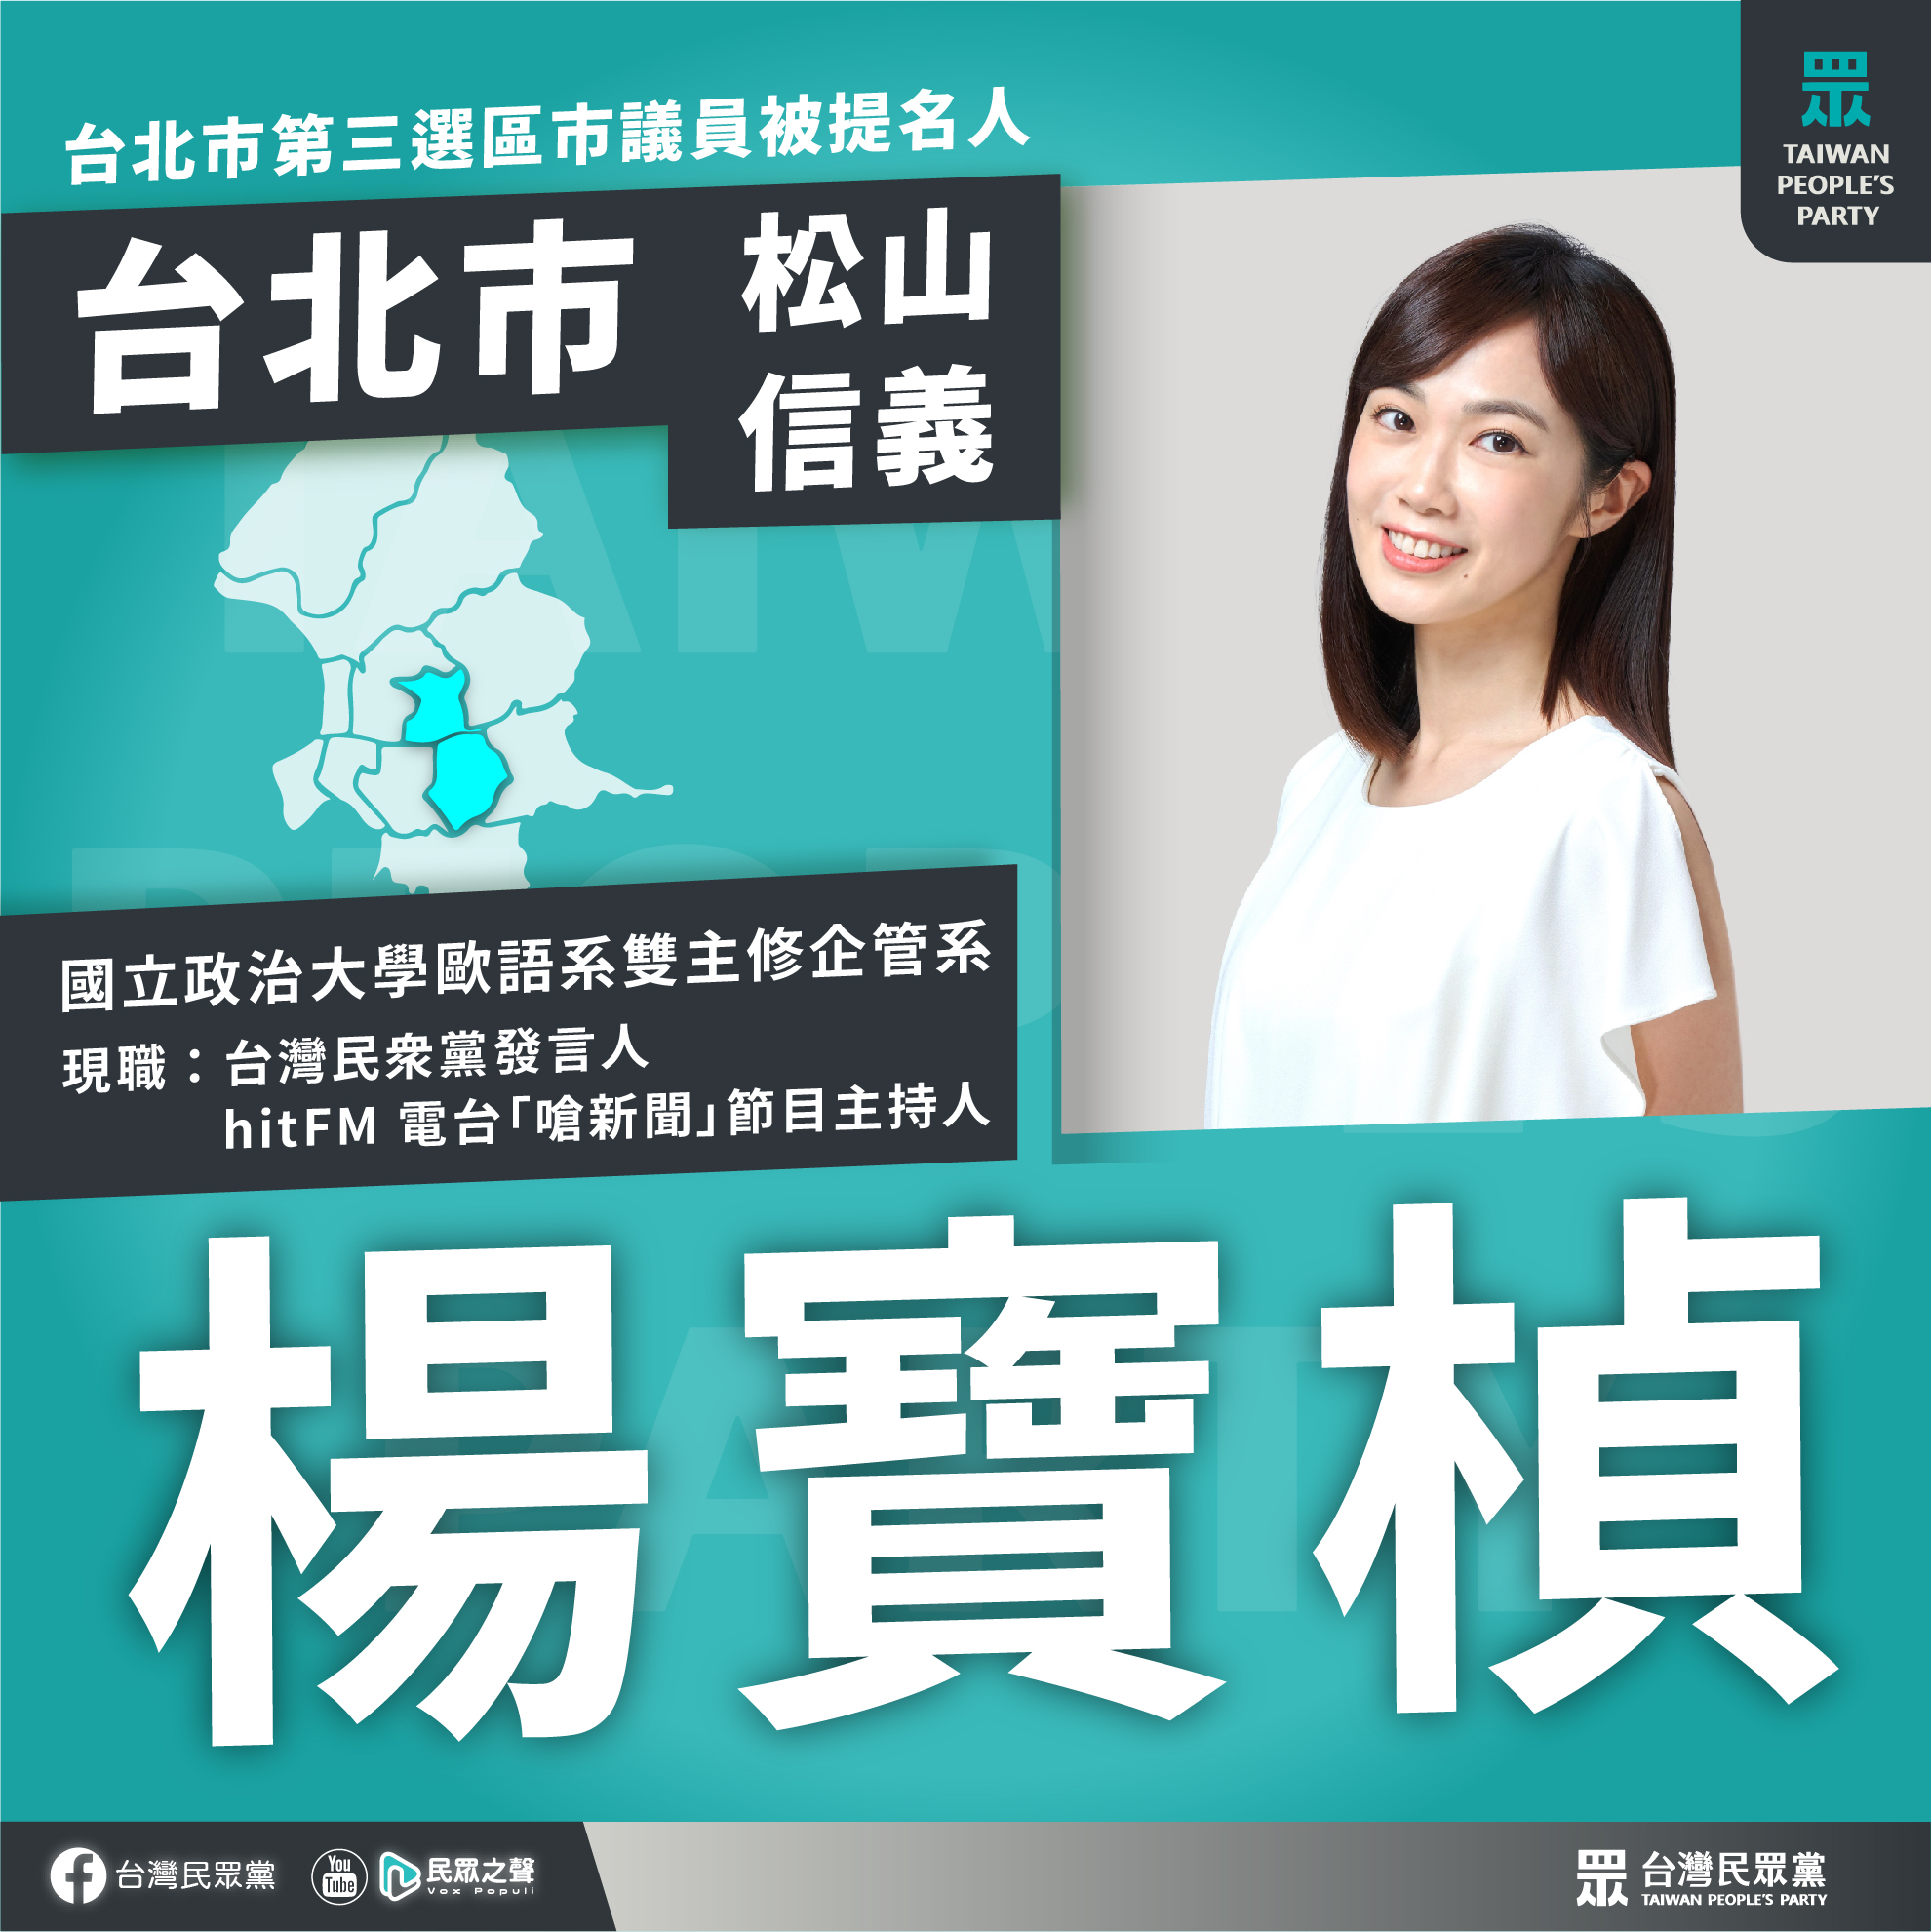 台北市第三選區市議員被提名人
眾
TAIWAN
PEOPLE'S
PARTY
台北市
松山
信義
國立政治大學歐語系雙主修企管系
現職：台灣民眾黨發言人
hitFM 電台「嗆新聞」節目主持人
楊寶楨
台灣民眾黨
You
Tube
民眾之聲
Vox Populi
眾 台灣民眾黨
TAIWAN PEOPLE'S PARTY